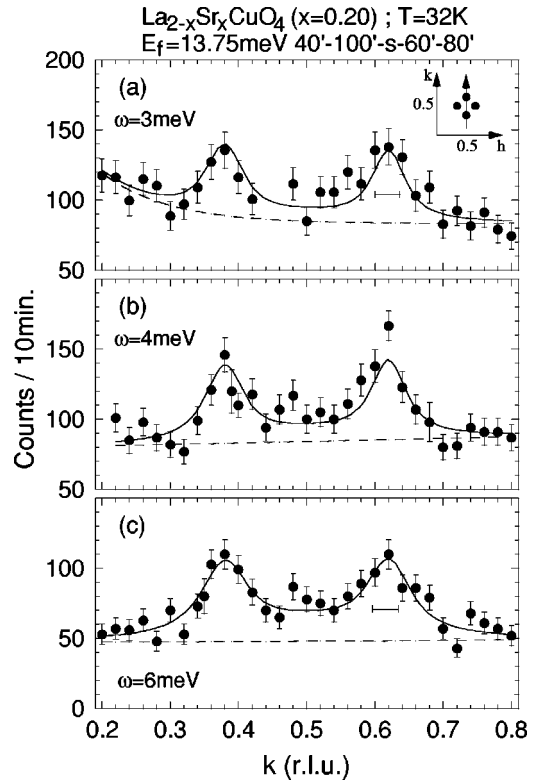 La₂₋ₓSrₓCuO₄ (x=0.20) ; T=32K
E_f=13.75meV 40'-100'-s-60'-80'
200
(a)
k
ω=3meV
0.5
150
0.5 h
100
50
(b)
ω=4meV
150
100
50
Counts / 10min.
(c)
100
50
ω=6meV
0
0.2 0.3 0.4 0.5 0.6 0.7 0.8
k (r.l.u.)